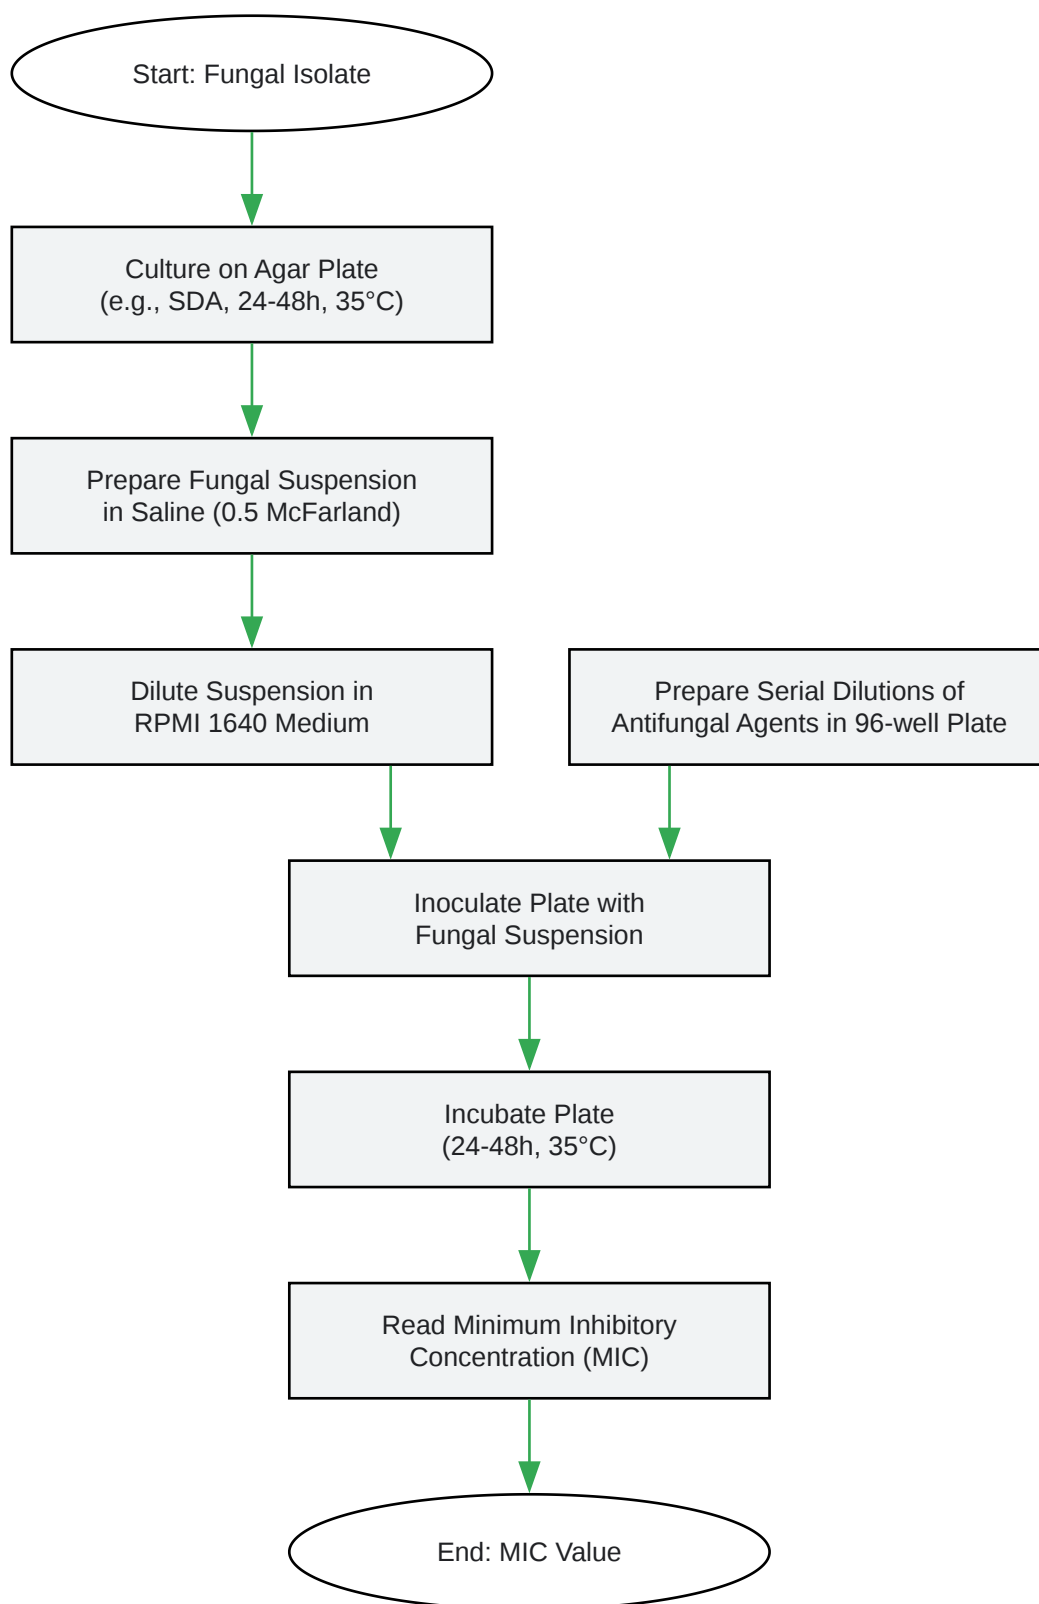 Start: Fungal Isolate
Culture on Agar Plate
(e.g., SDA, 24-48h, 35°C)
Prepare Fungal Suspension
in Saline (0.5 McFarland)
Dilute Suspension in
RPMI 1640 Medium
Prepare Serial Dilutions of
Antifungal Agents in 96-well Plate
Inoculate Plate with
Fungal Suspension
Incubate Plate
(24-48h, 35°C)
Read Minimum Inhibitory
Concentration (MIC)
End: MIC Value